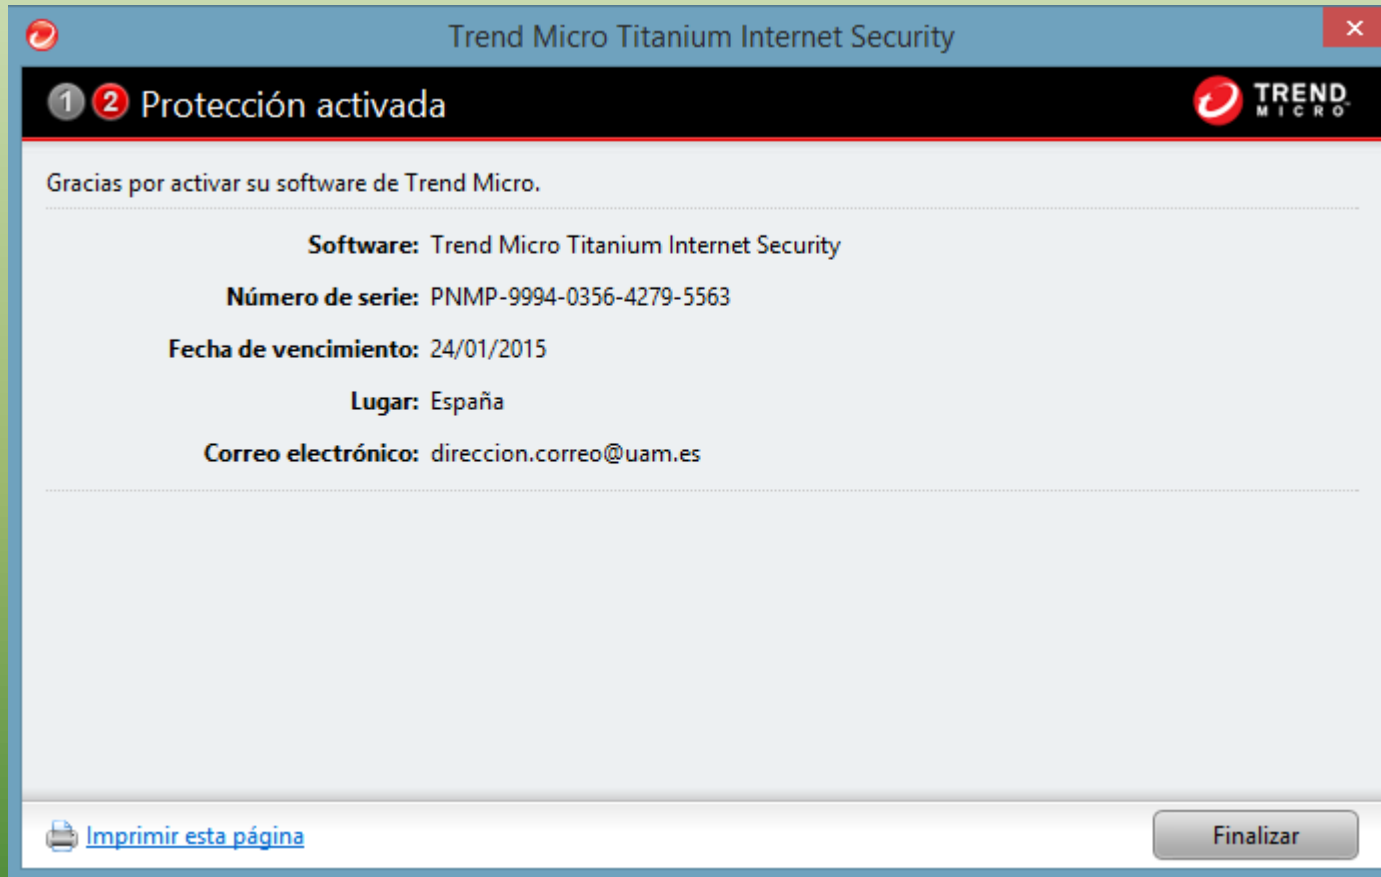 Trend Micro Titanium Internet Security
1 2 Protección activada
TREND
MICRO
Gracias por activar su software de Trend Micro.
Software: Trend Micro Titanium Internet Security
Número de serie: PNMP-9994-0356-4279-5563
Fecha de vencimiento: 24/01/2015
Lugar: España
Correo electrónico: direccion.correo@uam.es
Imprimir esta página
Finalizar